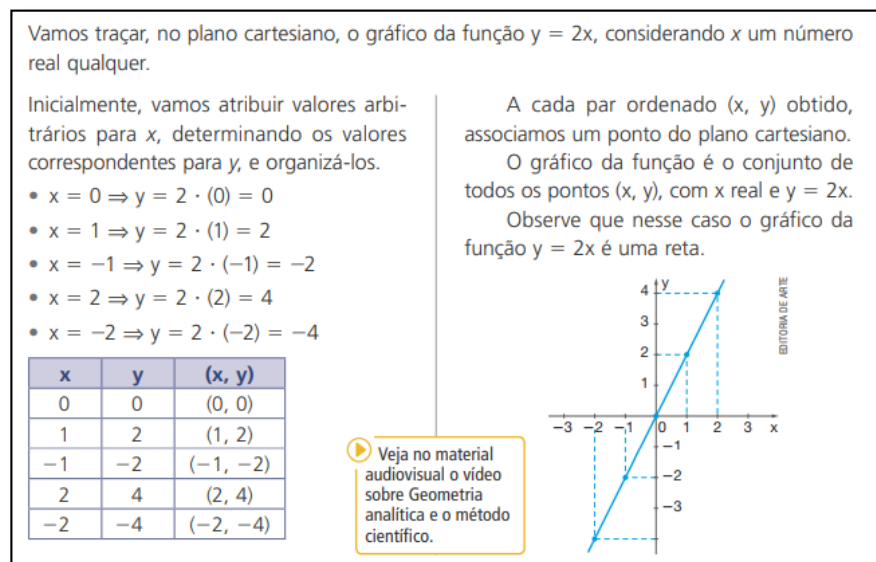 Vamos traçar, no plano cartesiano, o gráfico da função y = 2x, considerando x um número
real qualquer.
Inicialmente, vamos atribuir valores arbi-
trários para x, determinando os valores
correspondentes para y, e organizá-los.
• x = 0 ⇒ y = 2 · (0) = 0
• x = 1 ⇒ y = 2 · (1) = 2
• x = −1 ⇒ y = 2 · (−1) = −2
• x = 2 ⇒ y = 2 · (2) = 4
• x = −2 ⇒ y = 2 · (−2) = −4
x y (x, y)
0 0 (0, 0)
1 2 (1, 2)
−1 −2 (−1, −2)
2 4 (2, 4)
−2 −4 (−2, −4)
Veja no material
audiovisual o vídeo
sobre Geometria
analítica e o método
científico.
A cada par ordenado (x, y) obtido,
associamos um ponto do plano cartesiano.
O gráfico da função é o conjunto de
todos os pontos (x, y), com x real e y = 2x.
Observe que nesse caso o gráfico da
função y = 2x é uma reta.
4 y
3
2
1
−3 −2 −1 0 1 2 3 x
−1
−2
−3
EDITORIA DE ARTE